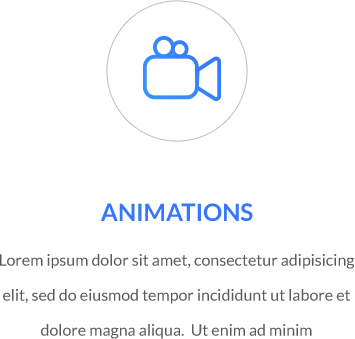 ANIMATIONS
Lorem ipsum dolor sit amet, consectetur adipisicing
elit, sed do eiusmod tempor incididunt ut labore et
dolore magna aliqua.  Ut enim ad minim